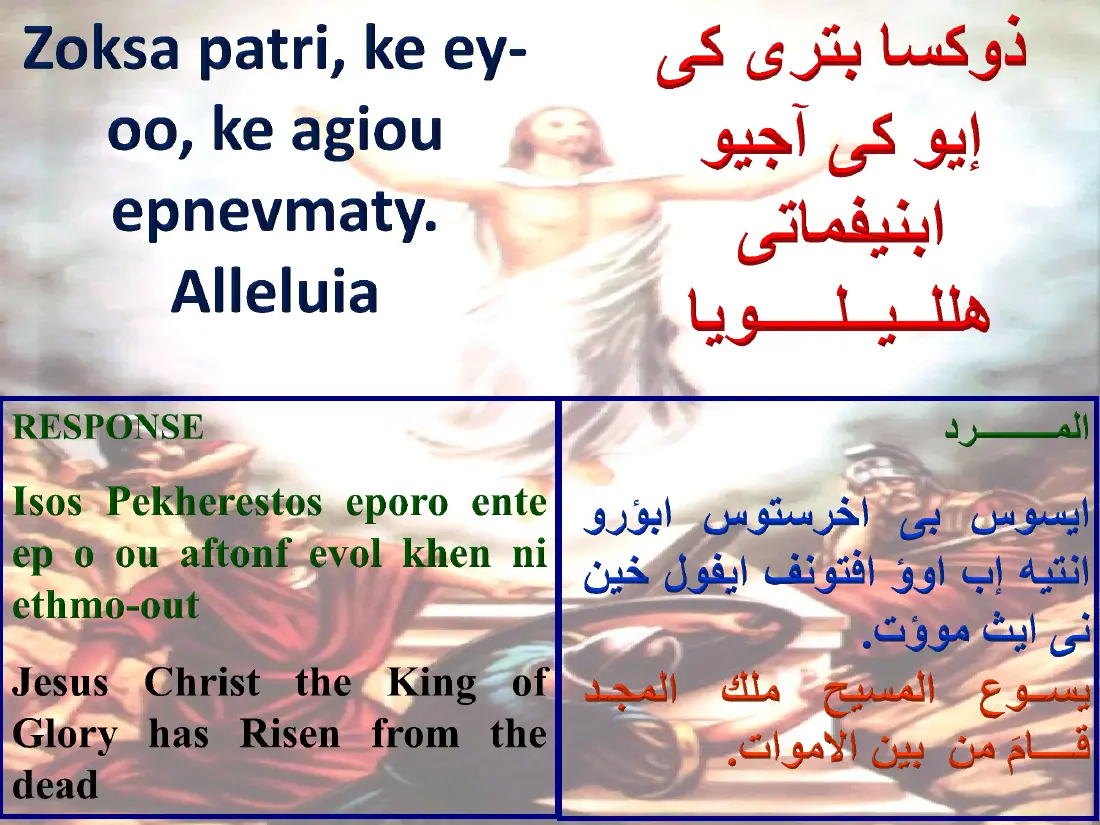 Zoksa patri, ke ey-
oo, ke agiou
epnevmaty.
Alleluia
ذوكسا بترى كى
إيو كى آجيو
ابنيفماتى
هللــيــلـــــويا
RESPONSE
Isos Pekherestos eporo ente
ep o ou aftonf evol khen ni
ethmo-out
Jesus Christ the King of
Glory has Risen from the
dead
المـــــــرد
ايسوس بى اخرستوس ابؤرو
انتيه إب اوؤ افتونف ايفول خين
نى ايث موؤت.
يســوع المسيح ملك المجـد
قـــامَ من بين الاموات.